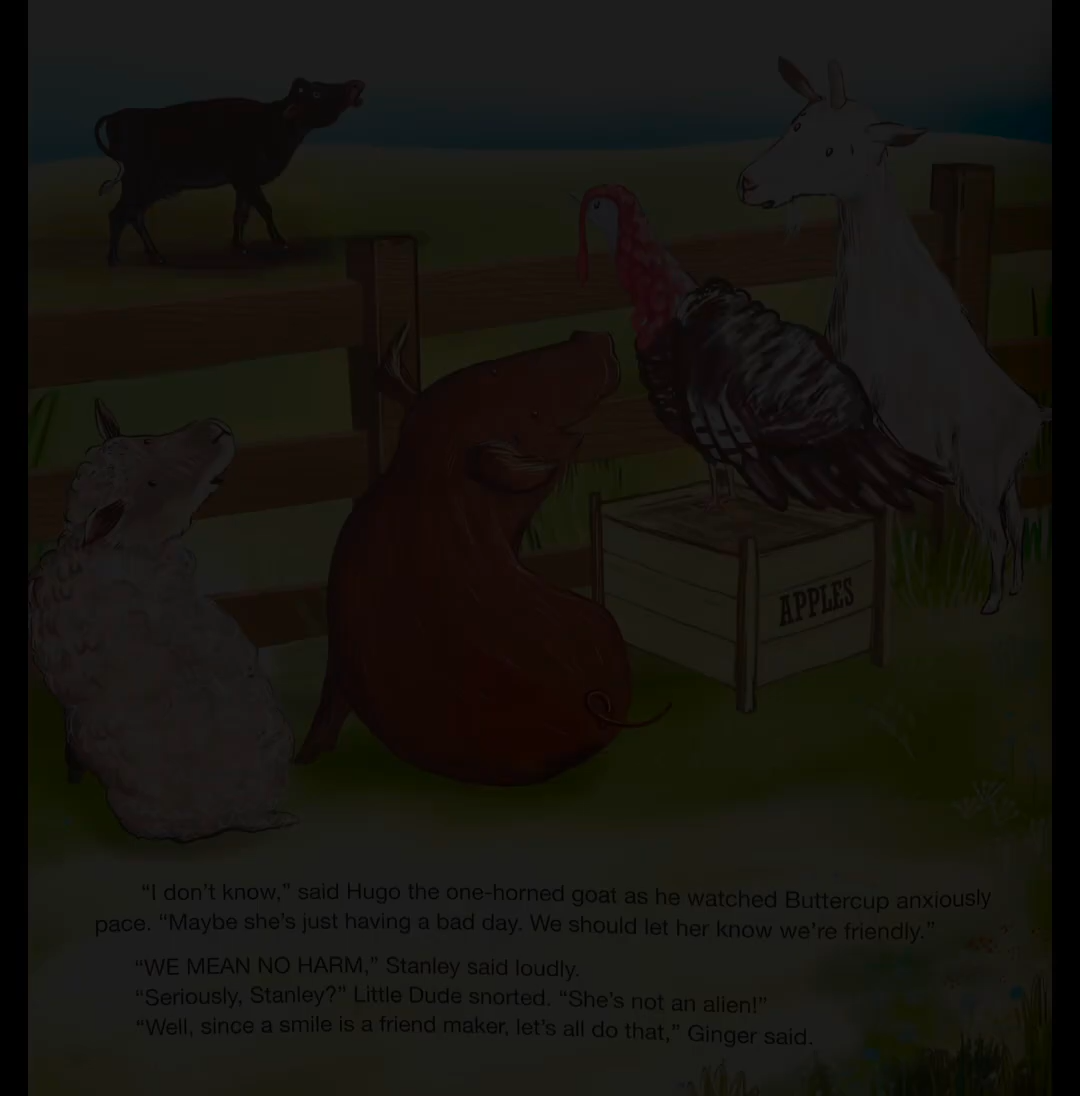 APPLES
“I don’t know,” said Hugo the one-horned goat as he watched Buttercup anxiously
pace. “Maybe she’s just having a bad day. We should let her know we’re friendly.”
“WE MEAN NO HARM,” Stanley said loudly.
“Seriously, Stanley?” Little Dude snorted. “She’s not an alien!”
“Well, since a smile is a friend maker, let’s all do that,” Ginger said.